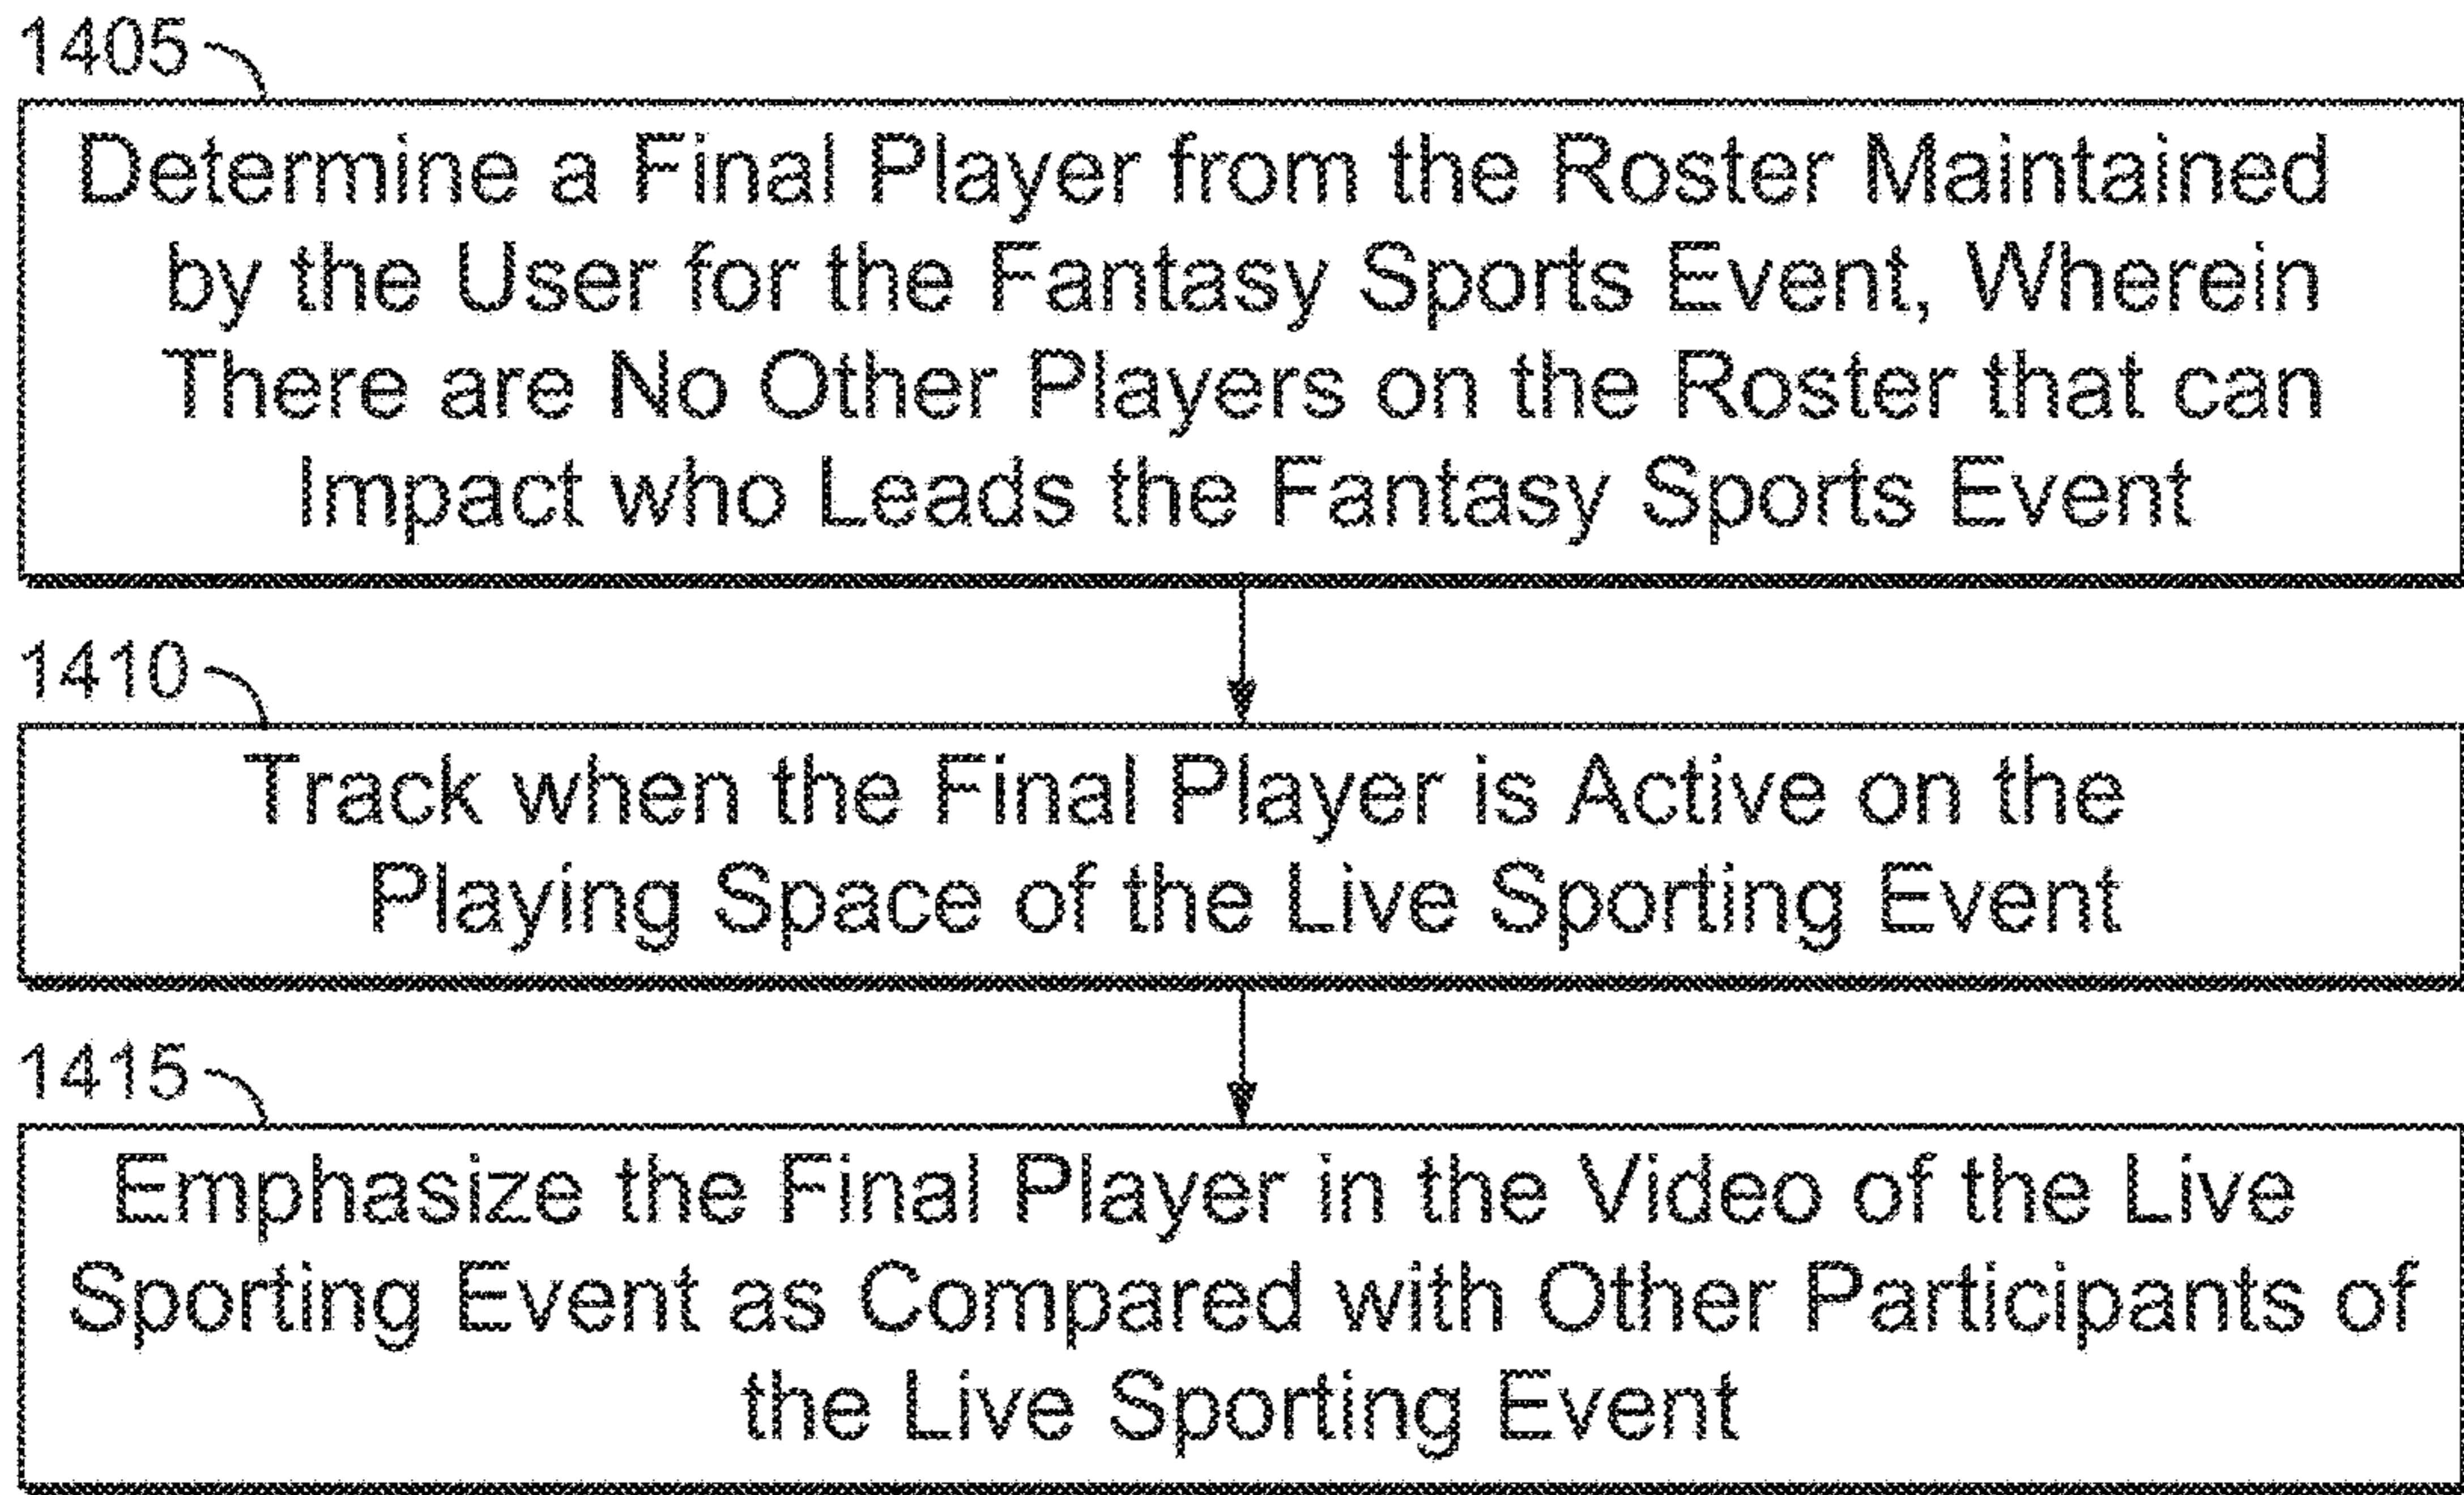 1405
Determine a Final Player from the Roster Maintained
by the User for the Fantasy Sports Event, Wherein
There are No Other Players on the Roster that can
Impact who Leads the Fantasy Sports Event
1410
Track when the Final Player is Active on the
Playing Space of the Live Sporting Event
1415
Emphasize the Final Player in the Video of the Live
Sporting Event as Compared with Other Participants of
the Live Sporting Event